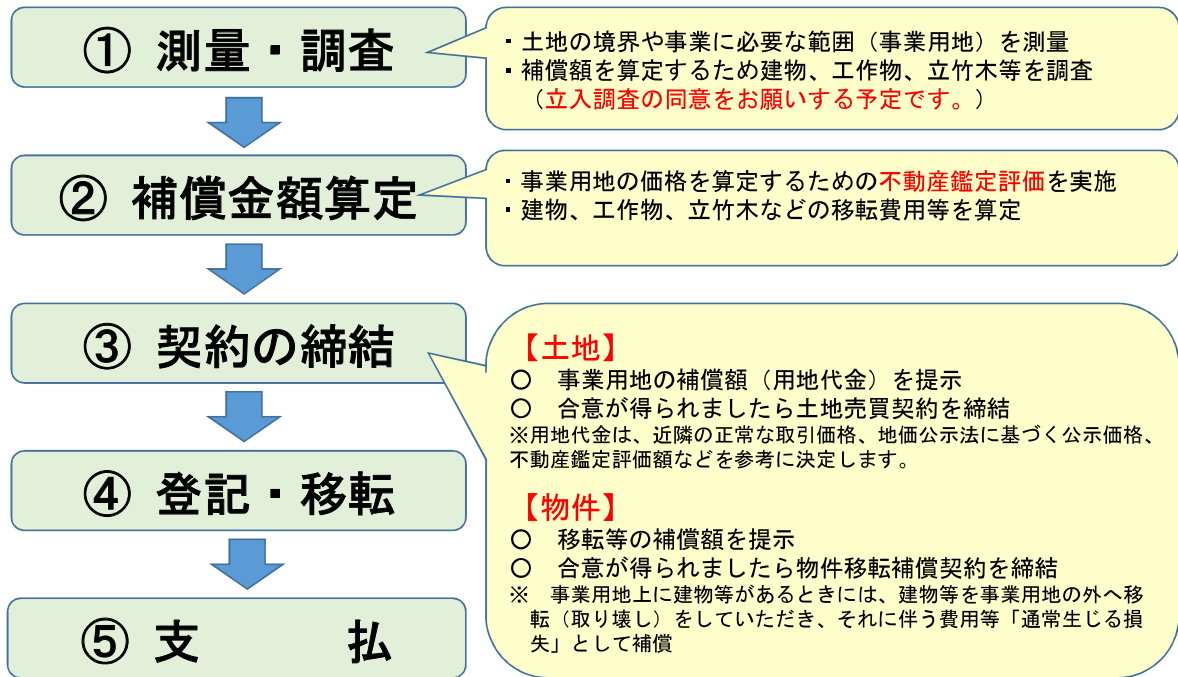 ① 測量・調査
・土地の境界や事業に必要な範囲（事業用地）を測量
・補償額を算定するため建物、工作物、立竹木等を調査
（立入調査の同意をお願いする予定です。）
② 補償金額算定
・事業用地の価格を算定するための不動産鑑定評価を実施
・建物、工作物、立竹木などの移転費用等を算定
③ 契約の締結
【土地】
○　事業用地の補償額（用地代金）を提示
○　合意が得られましたら土地売買契約を締結
※用地代金は、近隣の正常な取引価格、地価公示法に基づく公示価格、
不動産鑑定評価額などを参考に決定します。
【物件】
○　移転等の補償額を提示
○　合意が得られましたら物件移転補償契約を締結
※　事業用地上に建物等があるときには、建物等を事業用地の外へ移
転（取り壊し）をしていただき、それに伴う費用等「通常生じる損
失」として補償
④ 登記・移転
⑤ 支　　　払